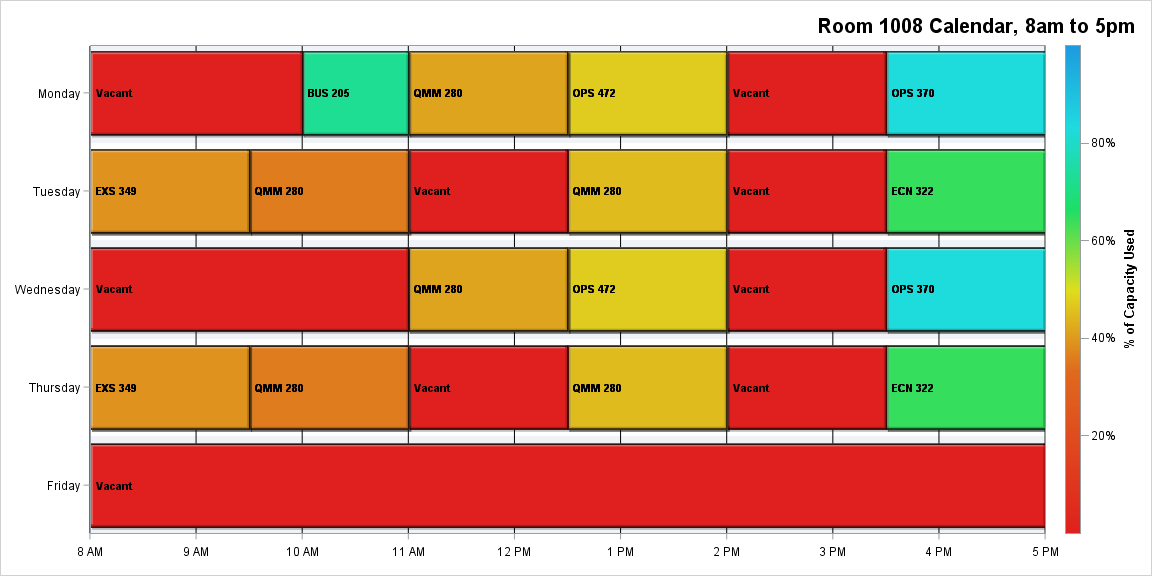 Room 1008 Calendar, 8am to 5pm
Monday
Vacant
BUS 205
QMM 280
OPS 472
Vacant
OPS 370
Tuesday
EXS 349
QMM 280
Vacant
QMM 280
Vacant
ECN 322
Wednesday
Vacant
QMM 280
OPS 472
Vacant
OPS 370
Thursday
EXS 349
QMM 280
Vacant
QMM 280
Vacant
ECN 322
Friday
Vacant
8 AM
9 AM
10 AM
11 AM
12 PM
1 PM
2 PM
3 PM
4 PM
5 PM
80%
60%
40%
20%
% of Capacity Used